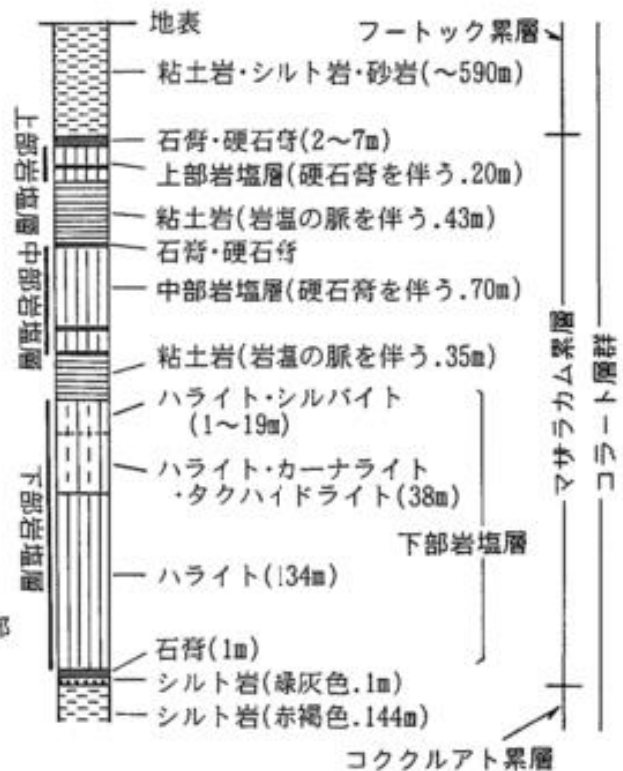 地表
フートック累層
粘土岩・シルト岩・砂岩(～590m)
石膏・硬石膏(2～7m)
上部岩塩層(硬石膏を伴う.20m)
粘土岩(岩塩の脈を伴う.43m)
石膏・硬石膏
中部岩塩層(硬石膏を伴う.70m)
粘土岩(岩塩の脈を伴う.35m)
ハライト・シルバイト
(1～19m)
ハライト・カーナライト
・タクハイドライト(38m)
下部岩塩層
ハライト(134m)
石膏(1m)
シルト岩(緑灰色.1m)
シルト岩(赤褐色.144m)
コククルアト累層
上部岩塩層
中部岩塩層
下部岩塩層
マサラカム累層
コラート層群
部